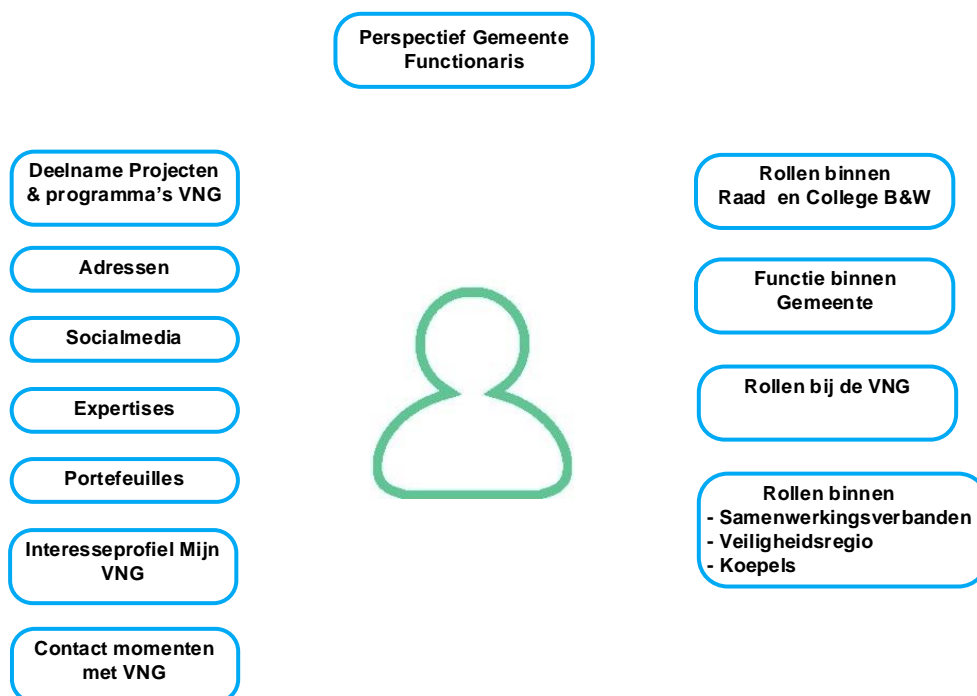 Perspectief Gemeente
Functionaris
Deelname Projecten
& programma's VNG
Adressen
Socialmedia
Expertises
Portefeuilles
Interesseprofiel Mijn
VNG
Contact momenten
met VNG
Rollen binnen
Raad en College B&W
Functie binnen
Gemeente
Rollen bij de VNG
Rollen binnen
- Samenwerkingsverbanden
- Veiligheidsregio
- Koepels